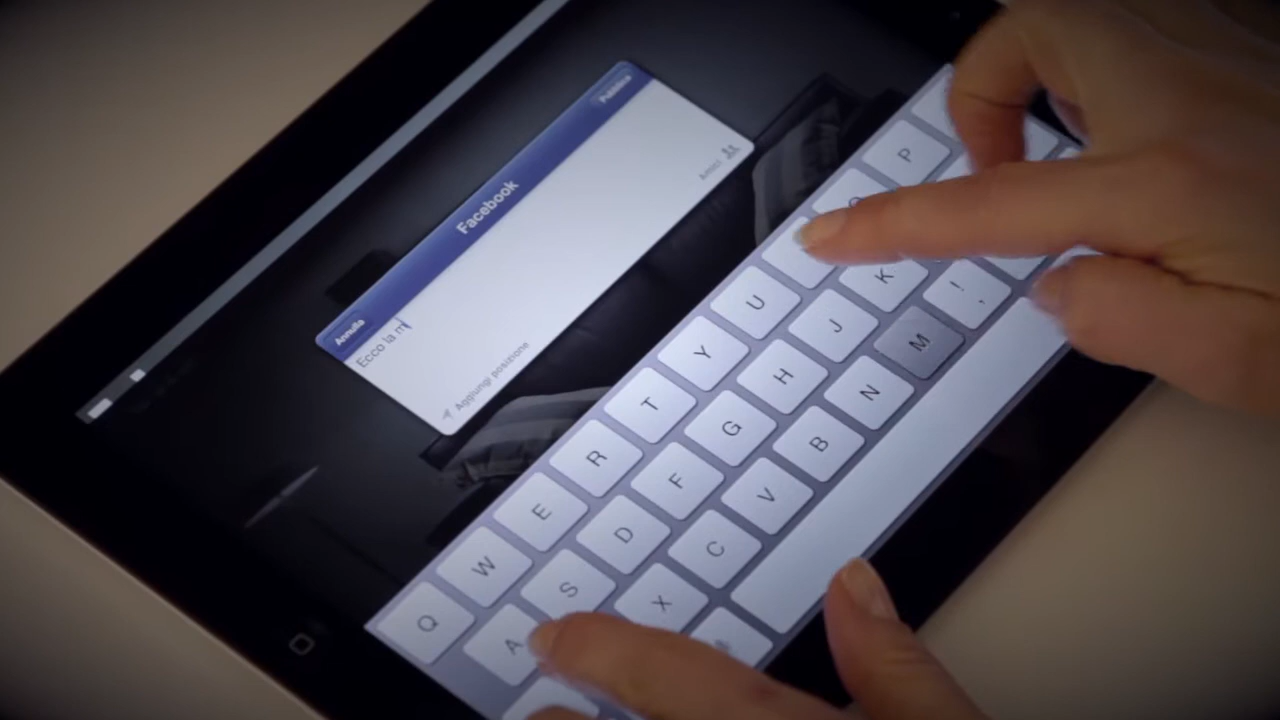 Annulla
Facebook
Pubblica
Ecco la m
Aggiungi posizione
Amici
Q W E R T Y U O P
A S D F G H J K
X C V B N M !
,